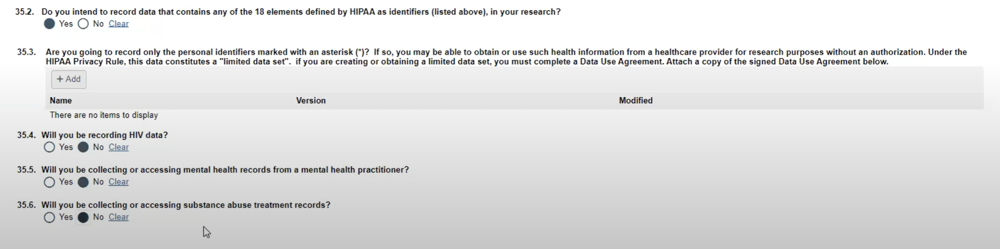 35.2. Do you intend to record data that contains any of the 18 elements defined by HIPAA as identifiers (listed above), in your research?
Yes No Clear
35.3. Are you going to record only the personal identifiers marked with an asterisk (*)? If so, you may be able to obtain or use such health information from a healthcare provider for research purposes without an authorization. Under the
HIPAA Privacy Rule, this data constitutes a "limited data set". if you are creating or obtaining a limited data set, you must complete a Data Use Agreement. Attach a copy of the signed Data Use Agreement below.
+ Add
Name Version Modified
There are no items to display
35.4. Will you be recording HIV data?
Yes No Clear
35.5. Will you be collecting or accessing mental health records from a mental health practitioner?
Yes No Clear
35.6. Will you be collecting or accessing substance abuse treatment records?
Yes No Clear